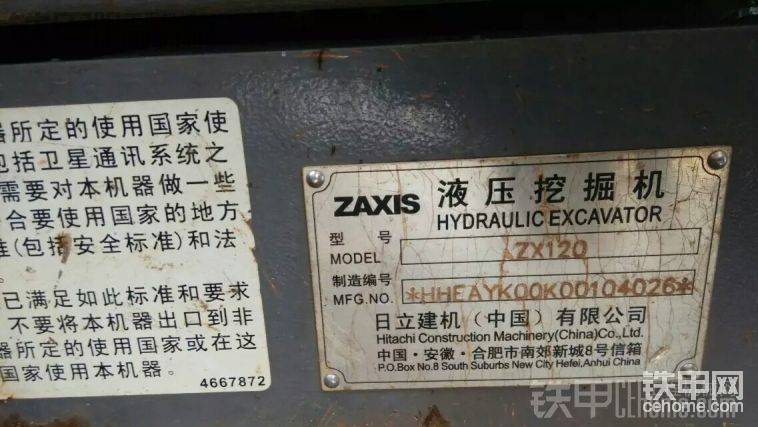 器所定的使用国家使
包括卫星通讯系统之
需要对本机器做一些
合要使用国家的地方
准(包括安全标准)和法
。
已满足如此标准和要求
，不要将本机器出口到非
器所定的使用国家或在这
国家使用本机器。
4667872
ZAXIS 液压挖掘机
HYDRAULIC EXCAVATOR
型 号
MODEL ZX120
制造编号
MFG.NO. *HHEAYK00K00104026*
日立建机（中国）有限公司
Hitachi Construction Machinery(China)Co.,Ltd.
中国·安徽·合肥市南郊新城8号信箱
P.O.Box No.8 South Suburbs New City Hefei,Anhui China
铁甲 CEHOME.COM
铁甲网
cehome.com